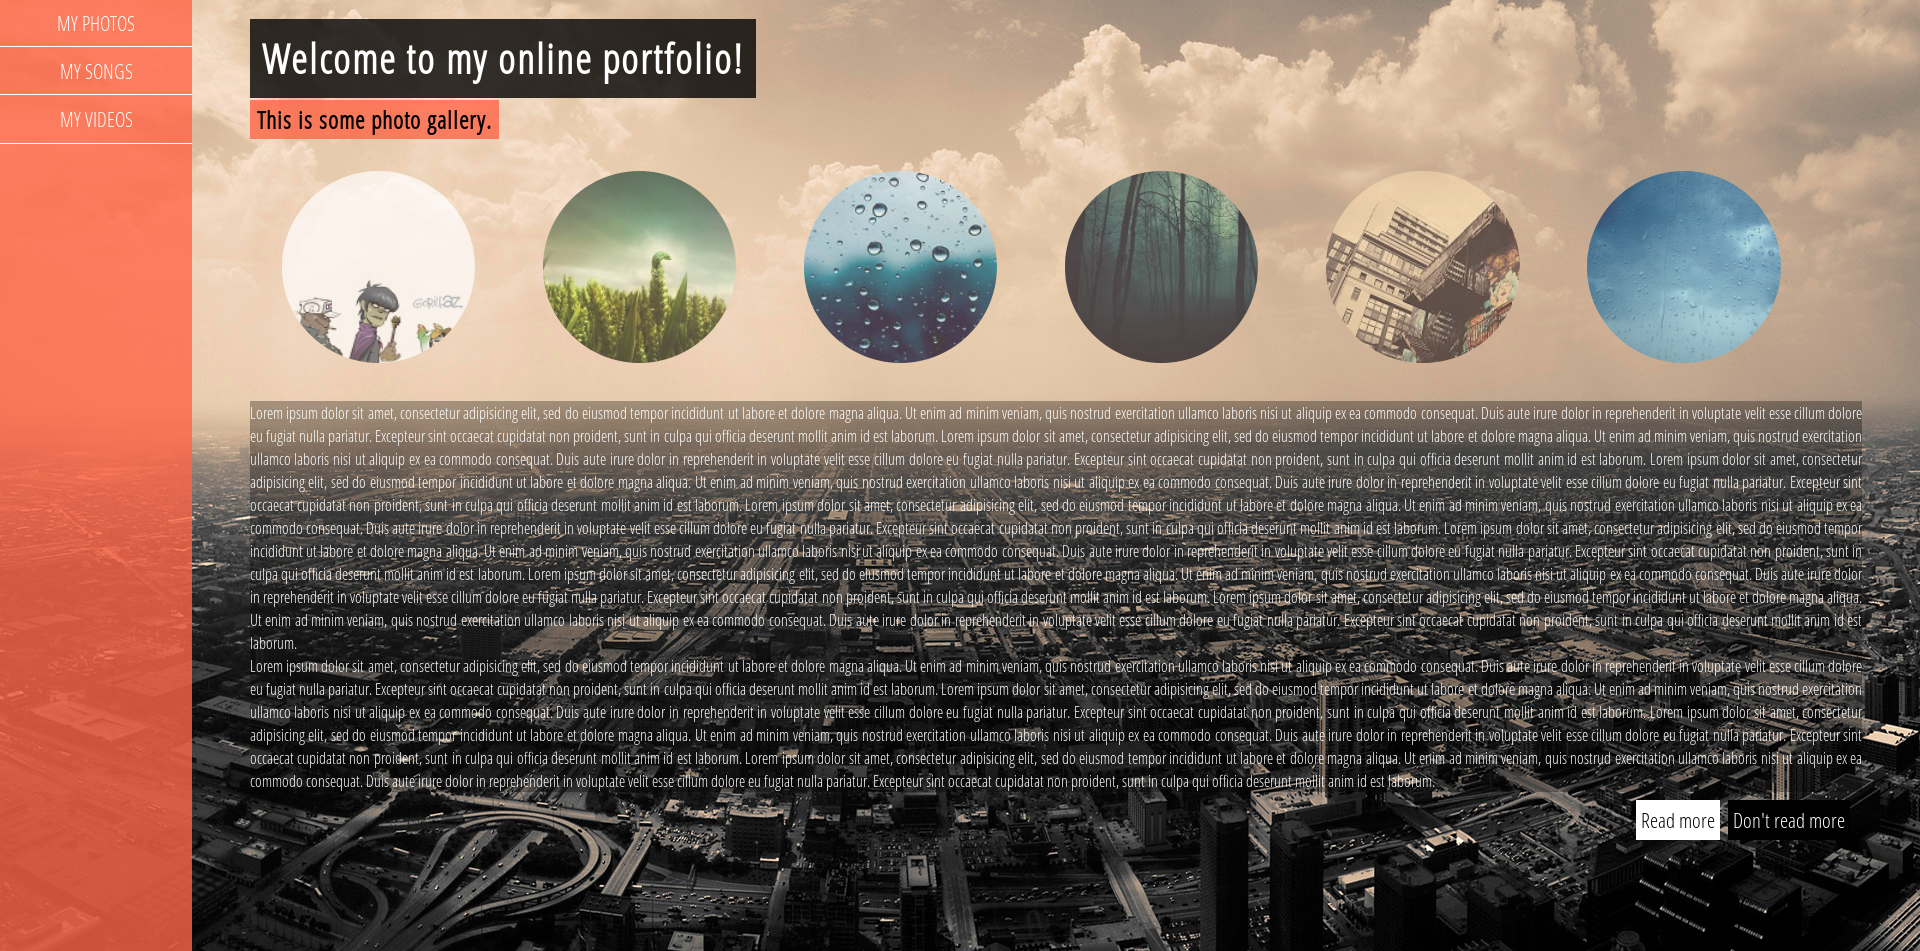 MY PHOTOS
MY SONGS
MY VIDEOS
Welcome to my online portfolio!
This is some photo gallery.
GORILLAZ
Lorem ipsum dolor sit amet, consectetur adipisicing elit, sed do eiusmod tempor incididunt ut labore et dolore magna aliqua. Ut enim ad minim veniam, quis nostrud exercitation ullamco laboris nisi ut aliquip ex ea commodo consequat. Duis aute irure dolor in reprehenderit in voluptate velit esse cillum dolore
eu fugiat nulla pariatur. Excepteur sint occaecat cupidatat non proident, sunt in culpa qui officia deserunt mollit anim id est laborum. Lorem ipsum dolor sit amet, consectetur adipisicing elit, sed do eiusmod tempor incididunt ut labore et dolore magna aliqua. Ut enim ad minim veniam, quis nostrud exercitation
ullamco laboris nisi ut aliquip ex ea commodo consequat. Duis aute irure dolor in reprehenderit in voluptate velit esse cillum dolore eu fugiat nulla pariatur. Excepteur sint occaecat cupidatat non proident, sunt in culpa qui officia deserunt mollit anim id est laborum. Lorem ipsum dolor sit amet, consectetur
adipisicing elit, sed do eiusmod tempor incididunt ut labore et dolore magna aliqua. Ut enim ad minim veniam, quis nostrud exercitation ullamco laboris nisi ut aliquip ex ea commodo consequat. Duis aute irure dolor in reprehenderit in voluptate velit esse cillum dolore eu fugiat nulla pariatur. Excepteur sint
occaecat cupidatat non proident, sunt in culpa qui officia deserunt mollit anim id est laborum. Lorem ipsum dolor sit amet, consectetur adipisicing elit, sed do eiusmod tempor incididunt ut labore et dolore magna aliqua. Ut enim ad minim veniam, quis nostrud exercitation ullamco laboris nisi ut aliquip ex ea
commodo consequat. Duis aute irure dolor in reprehenderit in voluptate velit esse cillum dolore eu fugiat nulla pariatur. Excepteur sint occaecat cupidatat non proident, sunt in culpa qui officia deserunt mollit anim id est laborum. Lorem ipsum dolor sit amet, consectetur adipisicing elit, sed do eiusmod tempor
incididunt ut labore et dolore magna aliqua. Ut enim ad minim veniam, quis nostrud exercitation ullamco laboris nisi ut aliquip ex ea commodo consequat. Duis aute irure dolor in reprehenderit in voluptate velit esse cillum dolore eu fugiat nulla pariatur. Excepteur sint occaecat cupidatat non proident, sunt in
culpa qui officia deserunt mollit anim id est laborum. Lorem ipsum dolor sit amet, consectetur adipisicing elit, sed do eiusmod tempor incididunt ut labore et dolore magna aliqua. Ut enim ad minim veniam, quis nostrud exercitation ullamco laboris nisi ut aliquip ex ea commodo consequat. Duis aute irure dolor
in reprehenderit in voluptate velit esse cillum dolore eu fugiat nulla pariatur. Excepteur sint occaecat cupidatat non proident, sunt in culpa qui officia deserunt mollit anim id est laborum. Lorem ipsum dolor sit amet, consectetur adipisicing elit, sed do eiusmod tempor incididunt ut labore et dolore magna aliqua.
Ut enim ad minim veniam, quis nostrud exercitation ullamco laboris nisi ut aliquip ex ea commodo consequat. Duis aute irure dolor in reprehenderit in voluptate velit esse cillum dolore eu fugiat nulla pariatur. Excepteur sint occaecat cupidatat non proident, sunt in culpa qui officia deserunt mollit anim id est
laborum.
Lorem ipsum dolor sit amet, consectetur adipisicing elit, sed do eiusmod tempor incididunt ut labore et dolore magna aliqua. Ut enim ad minim veniam, quis nostrud exercitation ullamco laboris nisi ut aliquip ex ea commodo consequat. Duis aute irure dolor in reprehenderit in voluptate velit esse cillum dolore
eu fugiat nulla pariatur. Excepteur sint occaecat cupidatat non proident, sunt in culpa qui officia deserunt mollit anim id est laborum. Lorem ipsum dolor sit amet, consectetur adipisicing elit, sed do eiusmod tempor incididunt ut labore et dolore magna aliqua. Ut enim ad minim veniam, quis nostrud exercitation
ullamco laboris nisi ut aliquip ex ea commodo consequat. Duis aute irure dolor in reprehenderit in voluptate velit esse cillum dolore eu fugiat nulla pariatur. Excepteur sint occaecat cupidatat non proident, sunt in culpa qui officia deserunt mollit anim id est laborum. Lorem ipsum dolor sit amet, consectetur
adipisicing elit, sed do eiusmod tempor incididunt ut labore et dolore magna aliqua. Ut enim ad minim veniam, quis nostrud exercitation ullamco laboris nisi ut aliquip ex ea commodo consequat. Duis aute irure dolor in reprehenderit in voluptate velit esse cillum dolore eu fugiat nulla pariatur. Excepteur sint
occaecat cupidatat non proident, sunt in culpa qui officia deserunt mollit anim id est laborum. Lorem ipsum dolor sit amet, consectetur adipisicing elit, sed do eiusmod tempor incididunt ut labore et dolore magna aliqua. Ut enim ad minim veniam, quis nostrud exercitation ullamco laboris nisi ut aliquip ex ea
commodo consequat. Duis aute irure dolor in reprehenderit in voluptate velit esse cillum dolore eu fugiat nulla pariatur. Excepteur sint occaecat cupidatat non proident, sunt in culpa qui officia deserunt mollit anim id est laborum.
Read more
Don't read more